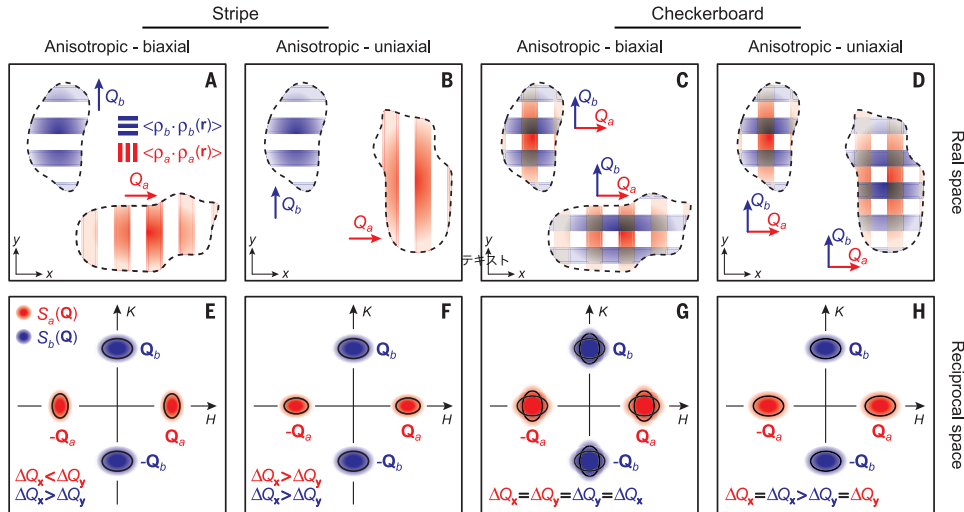 Stripe
Checkerboard
Anisotropic - biaxial
Anisotropic - uniaxial
Anisotropic - biaxial
Anisotropic - uniaxial
A
Q_b
<ρ_b·ρ_b(r)>
<ρ_a·ρ_a(r)>
Q_a
y
x
B
Q_b
Q_a
y
x
C
Q_b
Q_a
Q_b
Q_a
y
x
テキスト
D
Q_b
Q_a
Q_b
Q_a
y
x
Real space
E
S_a(Q)
S_b(Q)
K
H
Q_b
-Q_a
Q_a
-Q_b
ΔQ_x<ΔQ_y
ΔQ_x>ΔQ_y
F
K
H
Q_b
-Q_a
Q_a
-Q_b
ΔQ_x>ΔQ_y
ΔQ_x>ΔQ_y
G
K
H
Q_b
-Q_a
Q_a
-Q_b
ΔQ_x=ΔQ_y=ΔQ_y=ΔQ_x
H
K
H
Q_b
-Q_a
Q_a
-Q_b
ΔQ_x=ΔQ_x>ΔQ_y=ΔQ_y
Reciprocal space